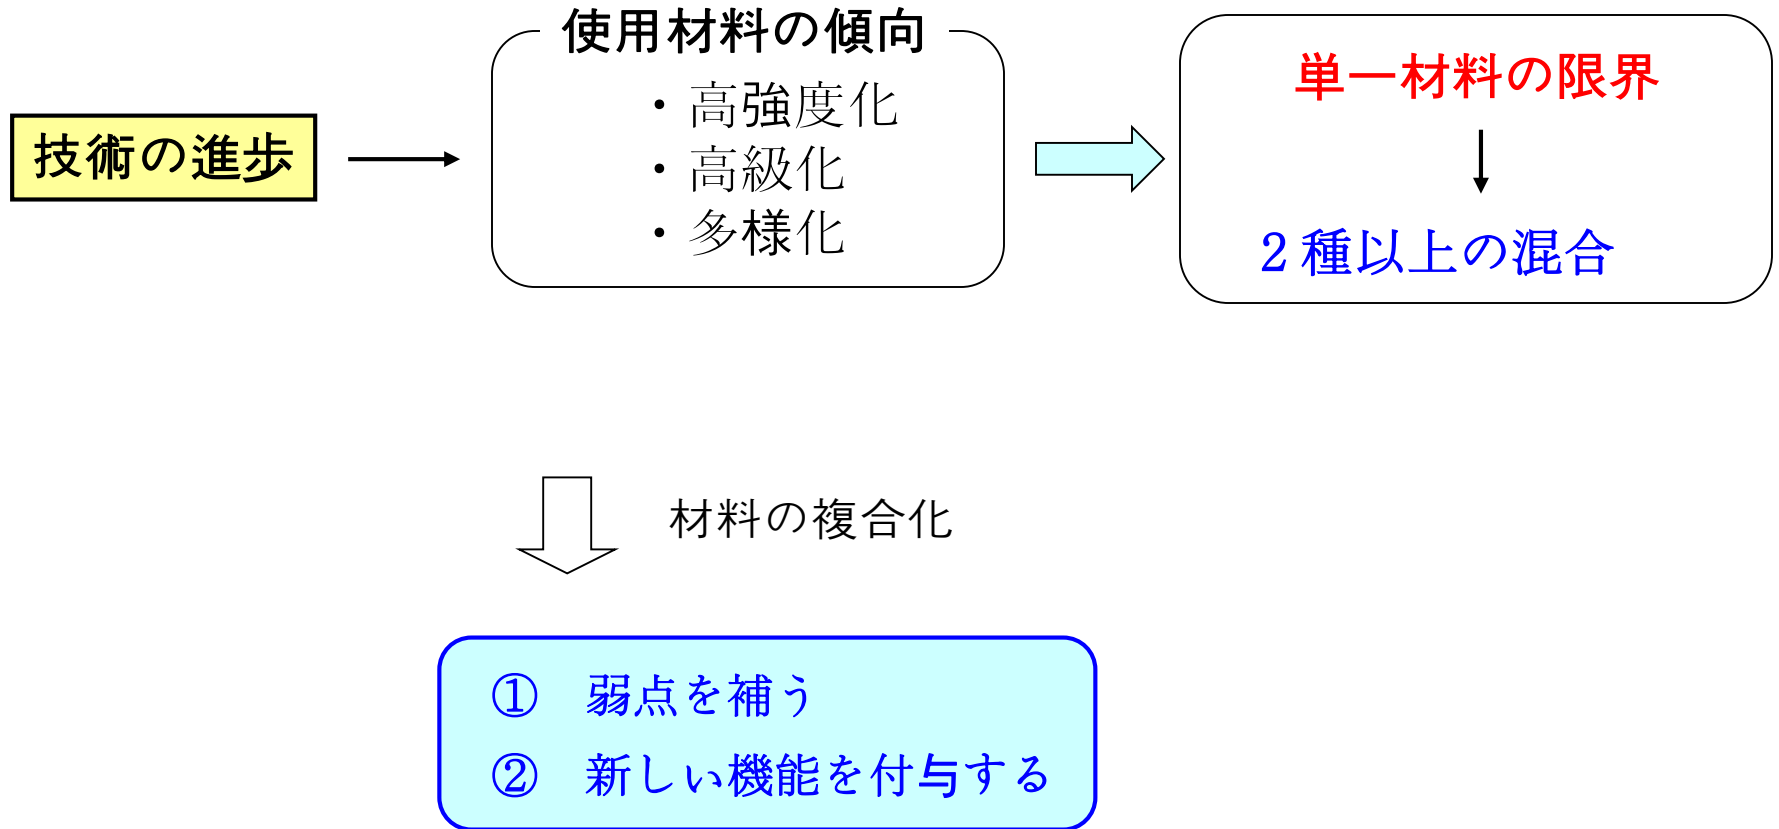 技術の進歩
使用材料の傾向
・高強度化
・高級化
・多様化
単一材料の限界
２種以上の混合
材料の複合化
①　弱点を補う
②　新しい機能を付与する